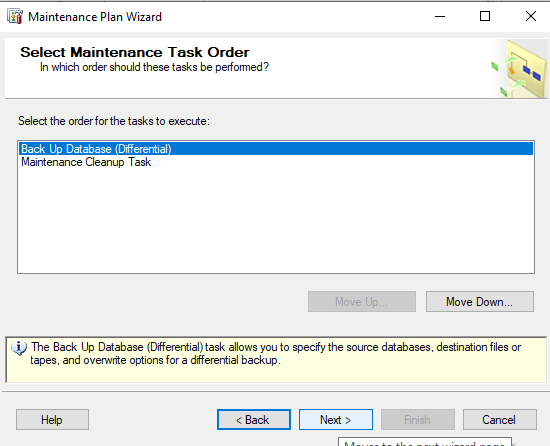 Maintenance Plan Wizard
Select Maintenance Task Order
In which order should these tasks be performed?
Select the order for the tasks to execute:
Back Up Database (Differential)
Maintenance Cleanup Task
Move Up... Move Down...
The Back Up Database (Differential) task allows you to specify the source databases, destination files or
tapes, and overwrite options for a differential backup.
Help < Back Next > Finish Cancel
Moves to the next wizard page